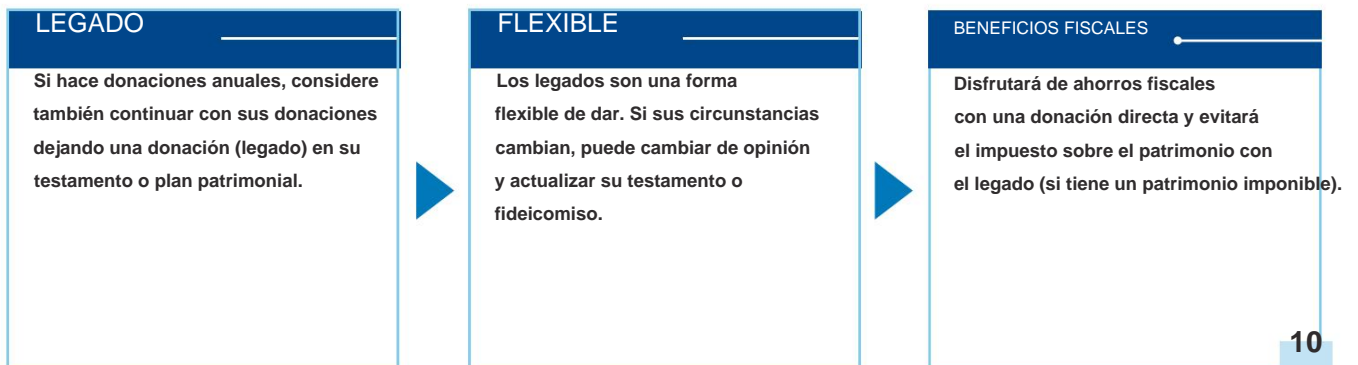 LEGADO
Si hace donaciones anuales, considere
también continuar con sus donaciones
dejando una donación (legado) en su
testamento o plan patrimonial.
FLEXIBLE
Los legados son una forma
flexible de dar. Si sus circunstancias
cambian, puede cambiar de opinión
y actualizar su testamento o
fideicomiso.
BENEFICIOS FISCALES
Disfrutará de ahorros fiscales
con una donación directa y evitará
el impuesto sobre el patrimonio con
el legado (si tiene un patrimonio imponible).
10